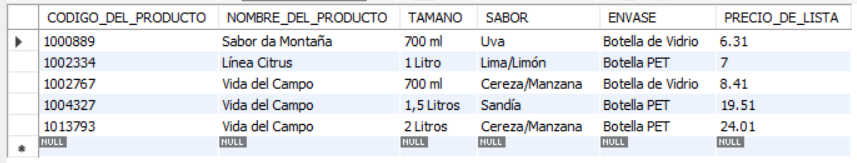 CODIGO_DEL_PRODUCTO NOMBRE_DEL_PRODUCTO TAMANO SABOR ENVASE PRECIO_DE_LISTA
1000889 Sabor da Montaña 700 ml Uva Botella de Vidrio 6.31
1002334 Línea Citrus 1 Litro Lima/Limón Botella PET 7
1002767 Vida del Campo 700 ml Cereza/Manzana Botella de Vidrio 8.41
1004327 Vida del Campo 1,5 Litros Sandía Botella PET 19.51
1013793 Vida del Campo 2 Litros Cereza/Manzana Botella PET 24.01
NULL NULL NULL NULL NULL NULL